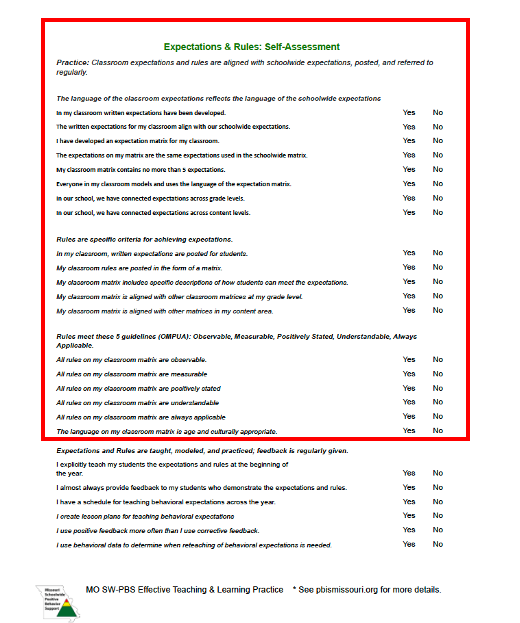 Expectations & Rules: Self-Assessment
Practice: Classroom expectations and rules are aligned with schoolwide expectations, posted, and referred to
regularly.
The language of the classroom expectations reflects the language of the schoolwide expectations
In my classroom written expectations have been developed. Yes No
The written expectations for my classroom align with our schoolwide expectations. Yes No
I have developed an expectation matrix for my classroom. Yes No
The expectations on my matrix are the same expectations used in the schoolwide matrix. Yes No
My classroom matrix contains no more than 5 expectations. Yes No
Everyone in my classroom models and uses the language of the expectation matrix. Yes No
In our school, we have connected expectations across grade levels. Yes No
In our school, we have connected expectations across content levels. Yes No
Rules are specific criteria for achieving expectations.
In my classroom, written expectations are posted for students. Yes No
My classroom rules are posted in the form of a matrix. Yes No
My classroom matrix includes specific descriptions of how students can meet the expectations. Yes No
My classroom matrix is aligned with other classroom matrices at my grade level. Yes No
My classroom matrix is aligned with other matrices in my content area. Yes No
Rules meet these 5 guidelines (OMPUA): Observable, Measurable, Positively Stated, Understandable, Always
Applicable.
All rules on my classroom matrix are observable. Yes No
All rules on my classroom matrix are measurable Yes No
All rules on my classroom matrix are positively stated Yes No
All rules on my classroom matrix are understandable Yes No
All rules on my classroom matrix are always applicable Yes No
The language on my classroom matrix is age and culturally appropriate. Yes No
Expectations and Rules are taught, modeled, and practiced; feedback is regularly given.
I explicitly teach my students the expectations and rules at the beginning of
the year. Yes No
I almost always provide feedback to my students who demonstrate the expectations and rules. Yes No
I have a schedule for teaching behavioral expectations across the year. Yes No
I create lesson plans for teaching behavioral expectations Yes No
I use positive feedback more often than I use corrective feedback. Yes No
I use behavioral data to determine when reteaching of behavioral expectations is needed. Yes No
Missouri
Schoolwide
Positive
Behavior
Support
MO SW-PBS Effective Teaching & Learning Practice * See pbismissouri.org for more details.